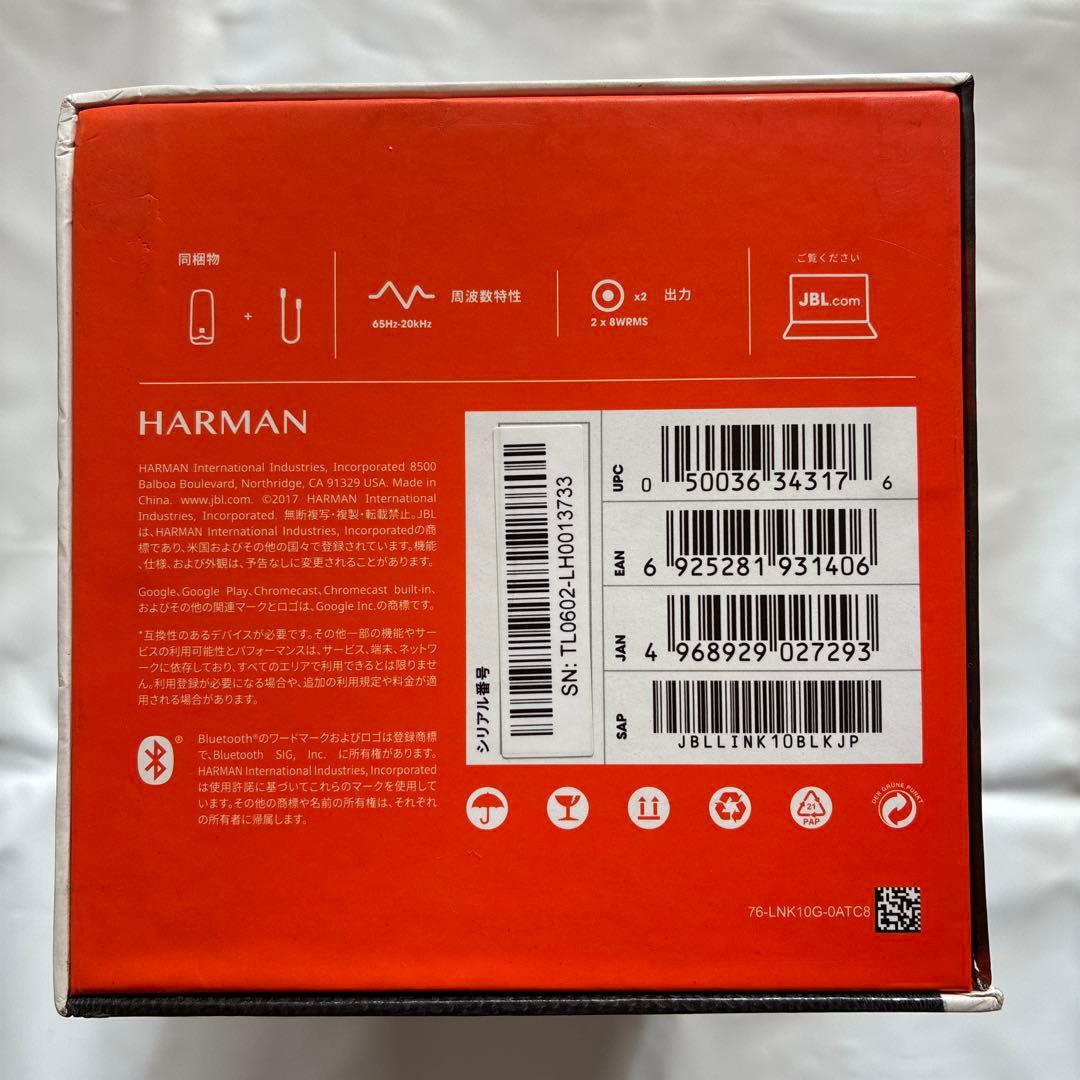 同梱物
+
65Hz-20kHz
周波数特性
x2
出力
2 x 8WRMS
ご覧ください
JBL.com
HARMAN
HARMAN International Industries, Incorporated 8500
Balboa Boulevard, Northridge, CA 91329 USA. Made in
China. www.jbl.com. ©2017 HARMAN International
Industries, Incorporated. 無断複写・複製・転載禁止。JBL
は、HARMAN International Industries, Incorporatedの商
標であり、米国およびその他の国々で登録されています。機能
、仕様、および外観は、予告なしに変更されることがあります。
Google、Google Play、Chromecast、Chromecast built-in、
およびその他の関連マークとロゴは、Google Inc.の商標です。
*互換性のあるデバイスが必要です。その他一部の機能やサー
ビスの利用可能性とパフォーマンスは、サービス、端末、ネットワ
ークに依存しており、すべてのエリアで利用できるとは限りませ
ん。利用登録が必要になる場合や、追加の利用規定や料金が適
用される場合があります。
Bluetooth®のワードマークおよびロゴは登録商標
で、Bluetooth SIG, Inc. に所有権があります。
HARMAN International Industries, Incorporated
は使用許諾に基づいてこれらのマークを使用して
います。その他の商標や名前の所有権は、それぞれ
の所有者に帰属します。
®
シリアル番号
SN: TL0602-LH0013733
UPC
0 50036 34317 6
EAN
6 925281 931406
JAN
4 968929 027293
SAP
JBLLINK10BLKJP
21
PAP
DER GRÜNE PUNKT
76-LNK10G-0ATC8